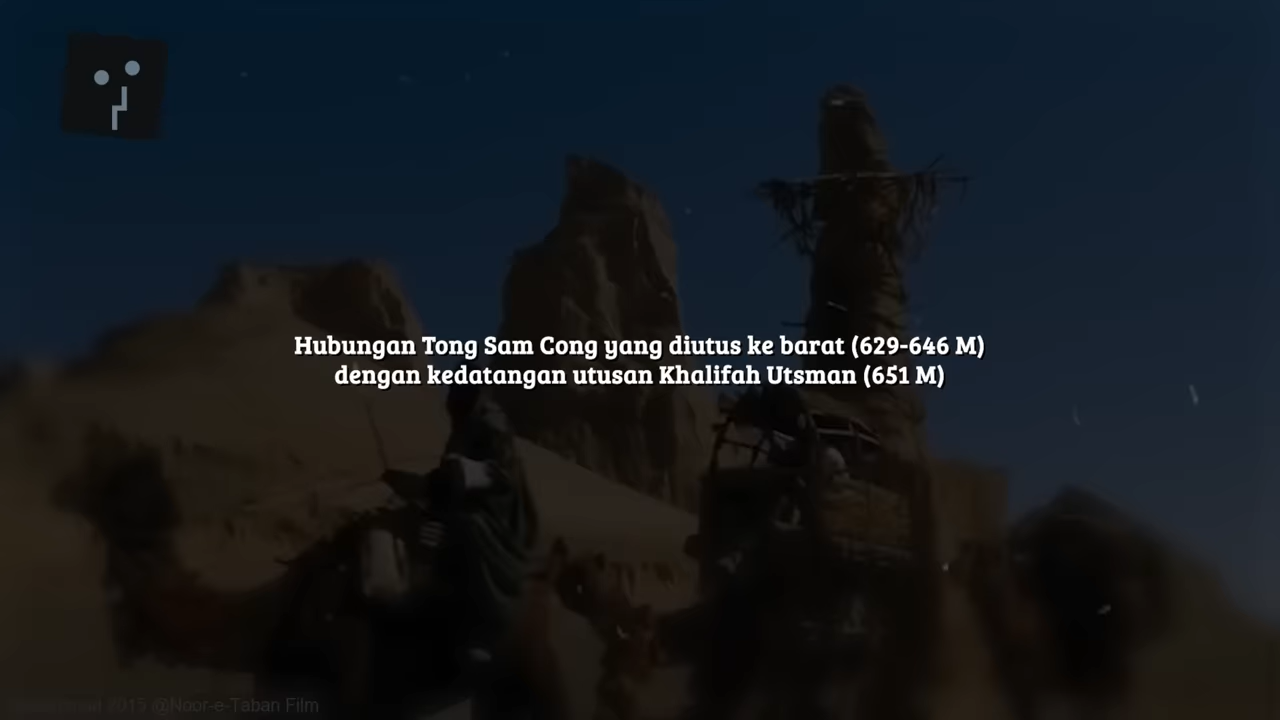 Hubungan Tong Sam Cong yang diutus ke barat (629-646 M)
dengan kedatangan utusan Khalifah Utsman (651 M)
2015 @Noor-e-Taban Film